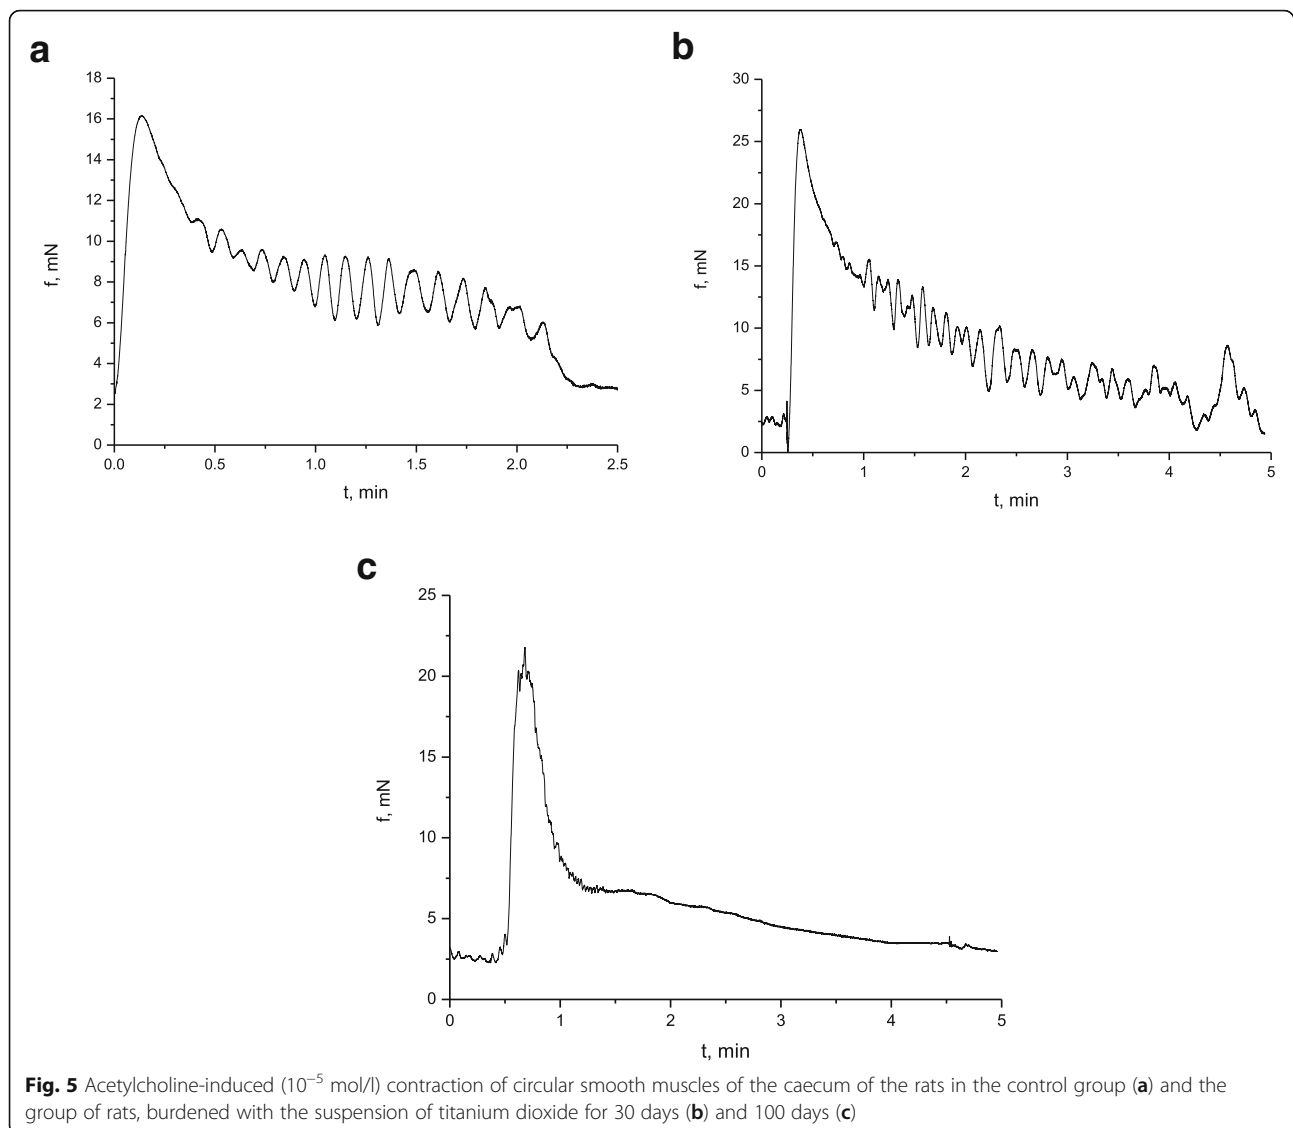 a
18
16
14
12
10
8
6
4
2
0
f, mN
0.0 0.5 1.0 1.5 2.0 2.5
t, min
b
30
25
20
15
10
5
0
f, mN
0 1 2 3 4 5
t, min
c
25
20
15
10
5
0
f, mN
0 1 2 3 4 5
t, min
Fig. 5 Acetylcholine-induced (10⁻⁵ mol/l) contraction of circular smooth muscles of the caecum of the rats in the control group (a) and the
group of rats, burdened with the suspension of titanium dioxide for 30 days (b) and 100 days (c)